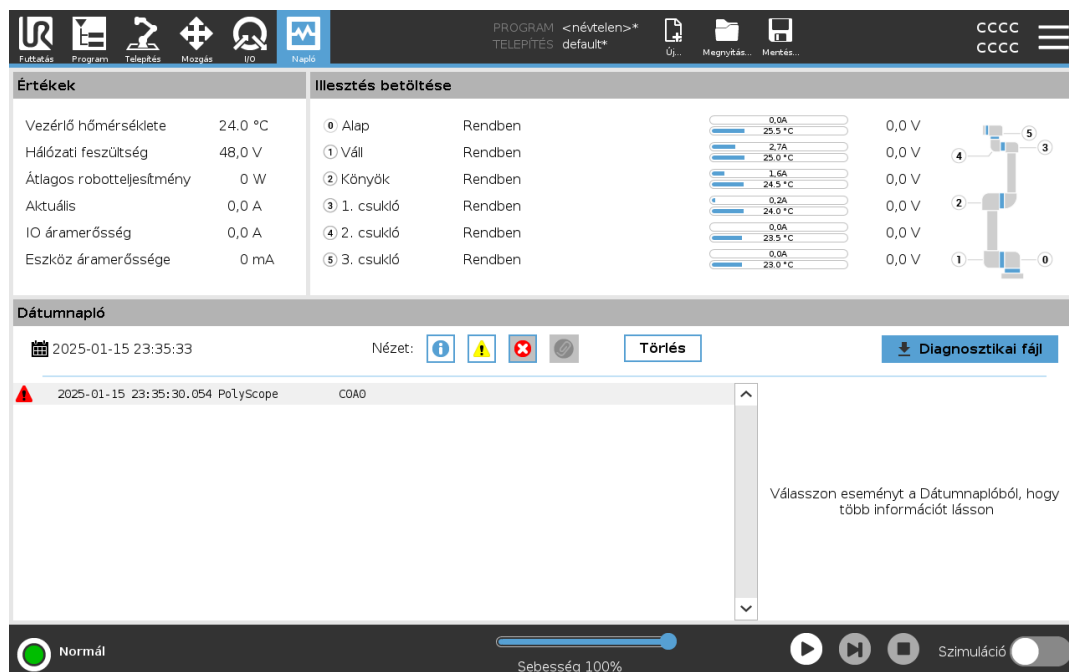 PROGRAM <névtelen>*
TELEPÍTÉS default*
CCCC
CCCC
Futtatás Program Telepítés Mozgás I/O Napló Új... Megnyitás... Mentés...
Értékek
Vezérlő hőmérséklete 24.0 °C
Hálózati feszültség 48,0 V
Átlagos robotteljesítmény 0 W
Aktuális 0,0 A
IO áramerősség 0,0 A
Eszköz áramerőssége 0 mA
Illesztés betöltése
0 Alap Rendben 0,0A 25.5 °C 0,0 V
1 Váll Rendben 2,7A 25.0 °C 0,0 V
2 Könyök Rendben 1,6A 24.5 °C 0,0 V
3 1. csukló Rendben 0,2A 24.0 °C 0,0 V
4 2. csukló Rendben 0,0A 23.5 °C 0,0 V
5 3. csukló Rendben 0,0A 23.0 °C 0,0 V
5
4 3
2
1 0
Dátumnapló
2025-01-15 23:35:33 Nézet: Törlés Diagnosztikai fájl
2025-01-15 23:35:30.054 PolyScope C0A0
Válasszon eseményt a Dátumnaplóból, hogy
több információt lásson
Normál
Sebesség 100%
Szimuláció